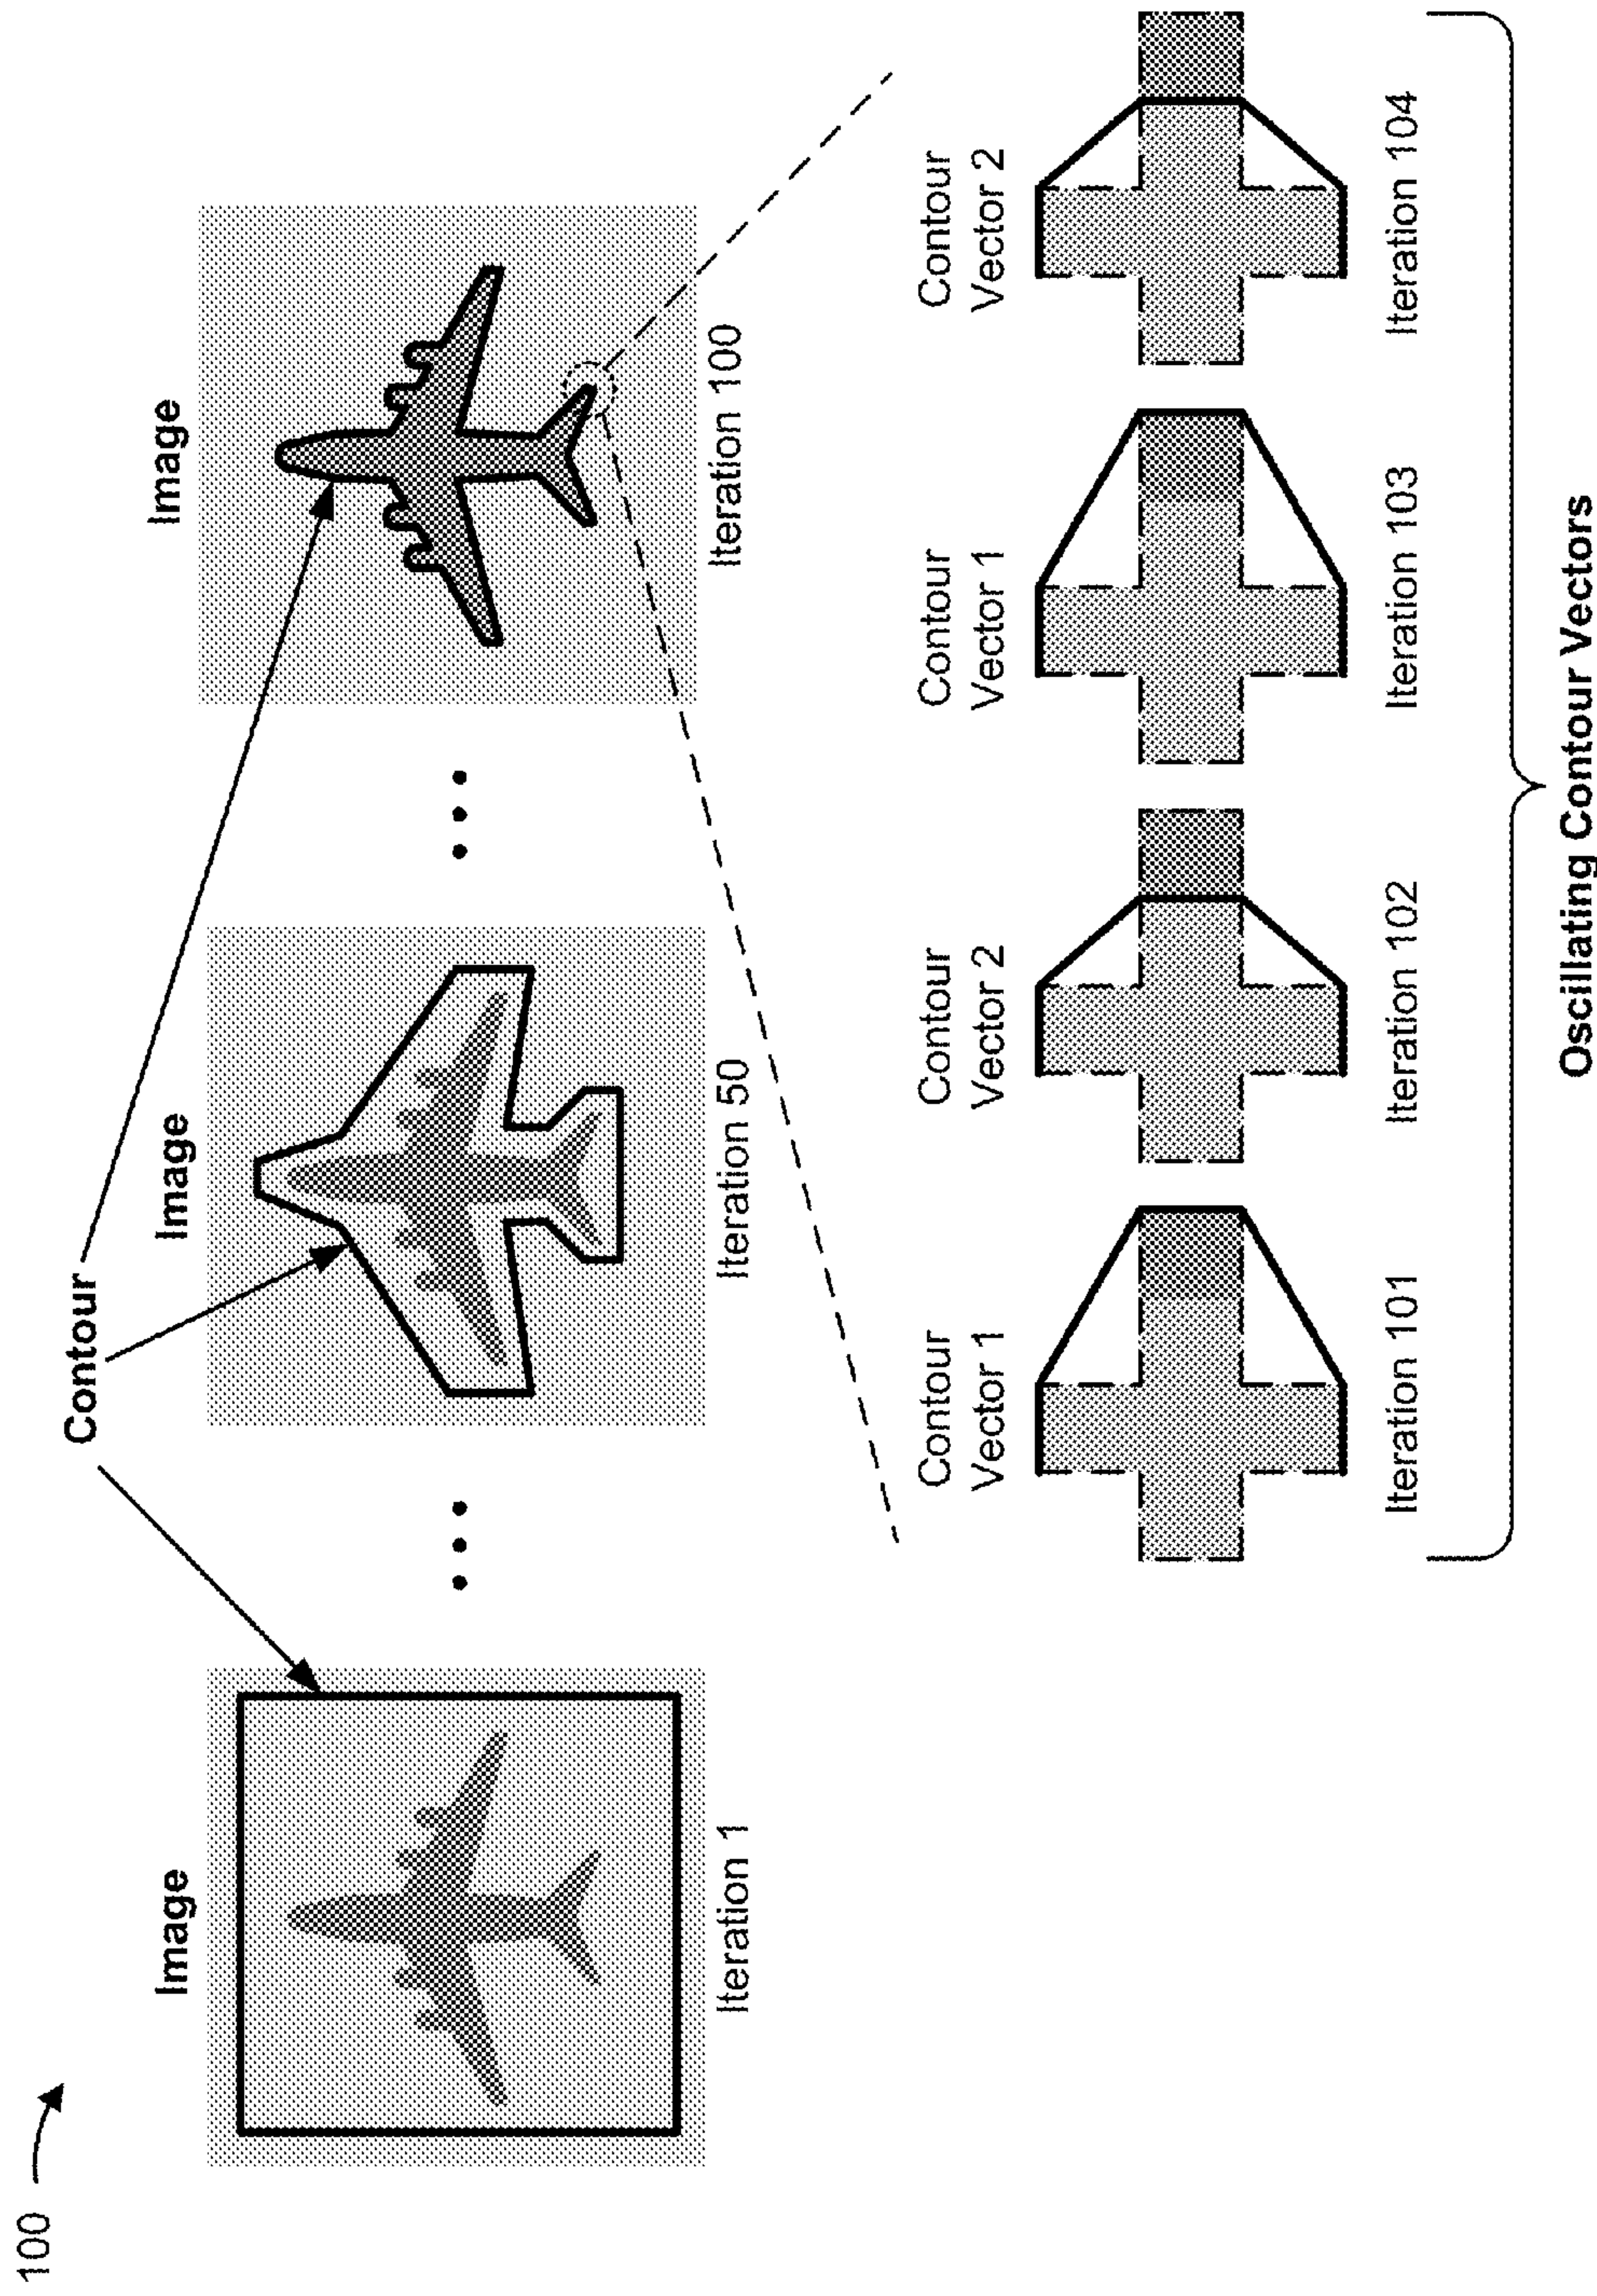 100
Contour
Image
Image
Image
Iteration 1
Iteration 50
Iteration 100
Contour
Vector 1
Contour
Vector 2
Contour
Vector 1
Contour
Vector 2
Iteration 101
Iteration 102
Iteration 103
Iteration 104
Oscillating Contour Vectors